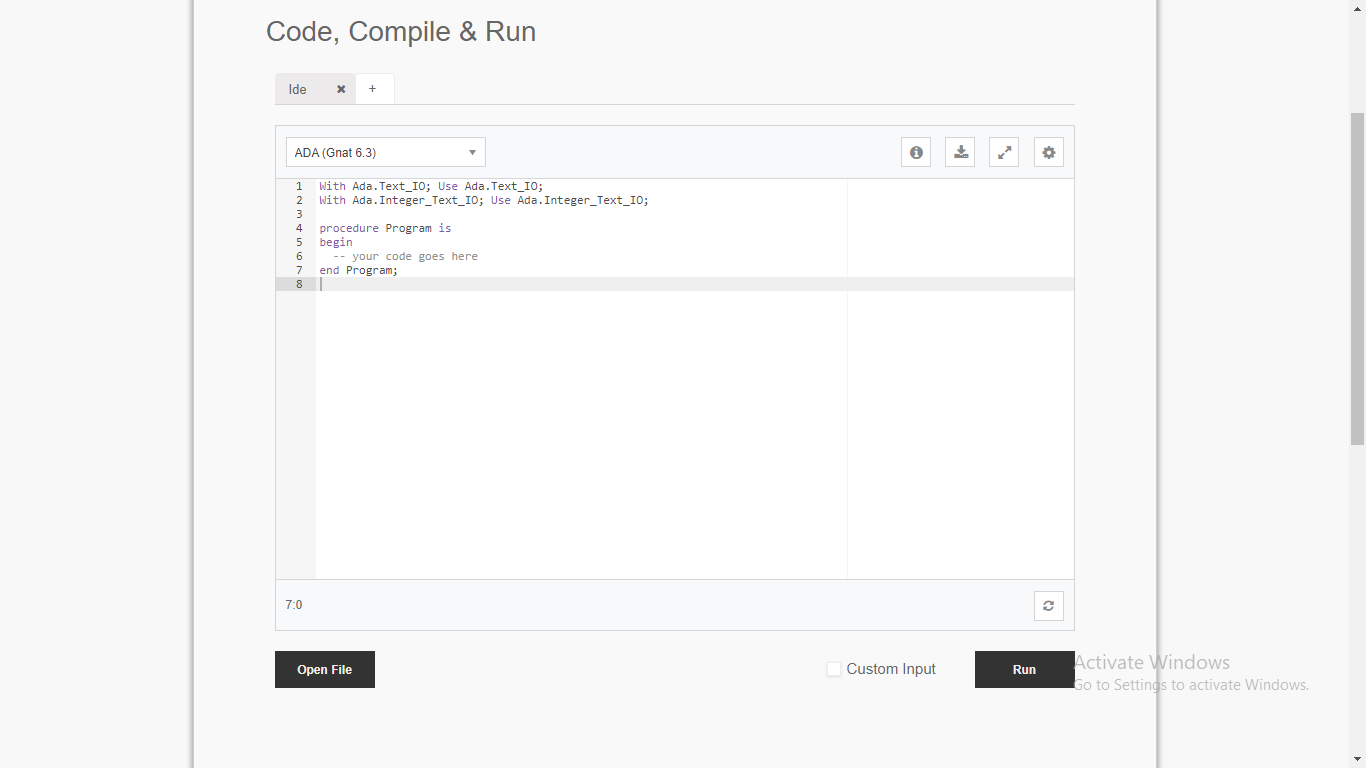 Code, Compile & Run
Ide ✖ +
ADA (Gnat 6.3)
1 With Ada.Text_IO; Use Ada.Text_IO;
2 With Ada.Integer_Text_IO; Use Ada.Integer_Text_IO;
3
4 procedure Program is
5 begin
6 -- your code goes here
7 end Program;
8
7:0
Open File
Custom Input
Run
Activate Windows
Go to Settings to activate Windows.